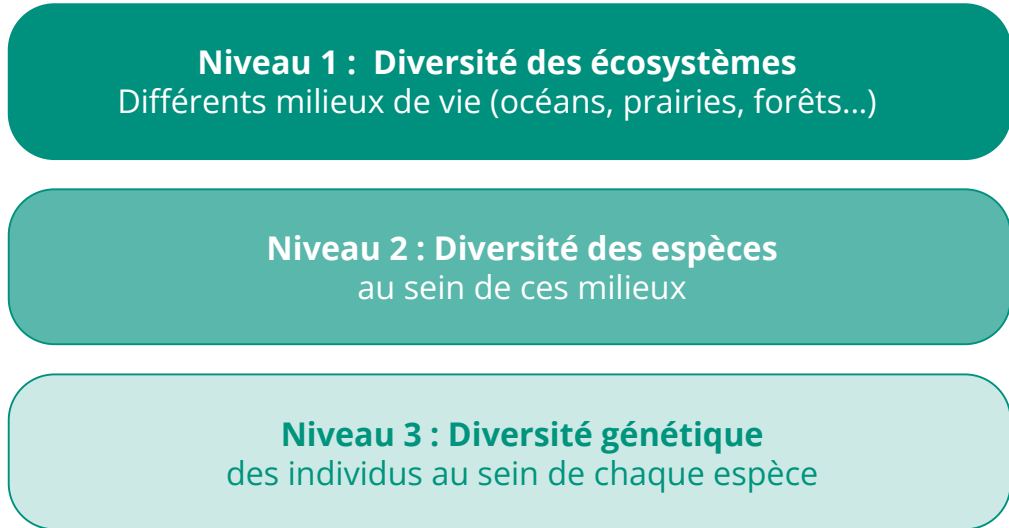 Niveau 1 :  Diversité des écosystèmes
Différents milieux de vie (océans, prairies, forêts...)
Niveau 2 : Diversité des espèces
au sein de ces milieux
Niveau 3 : Diversité génétique
des individus au sein de chaque espèce